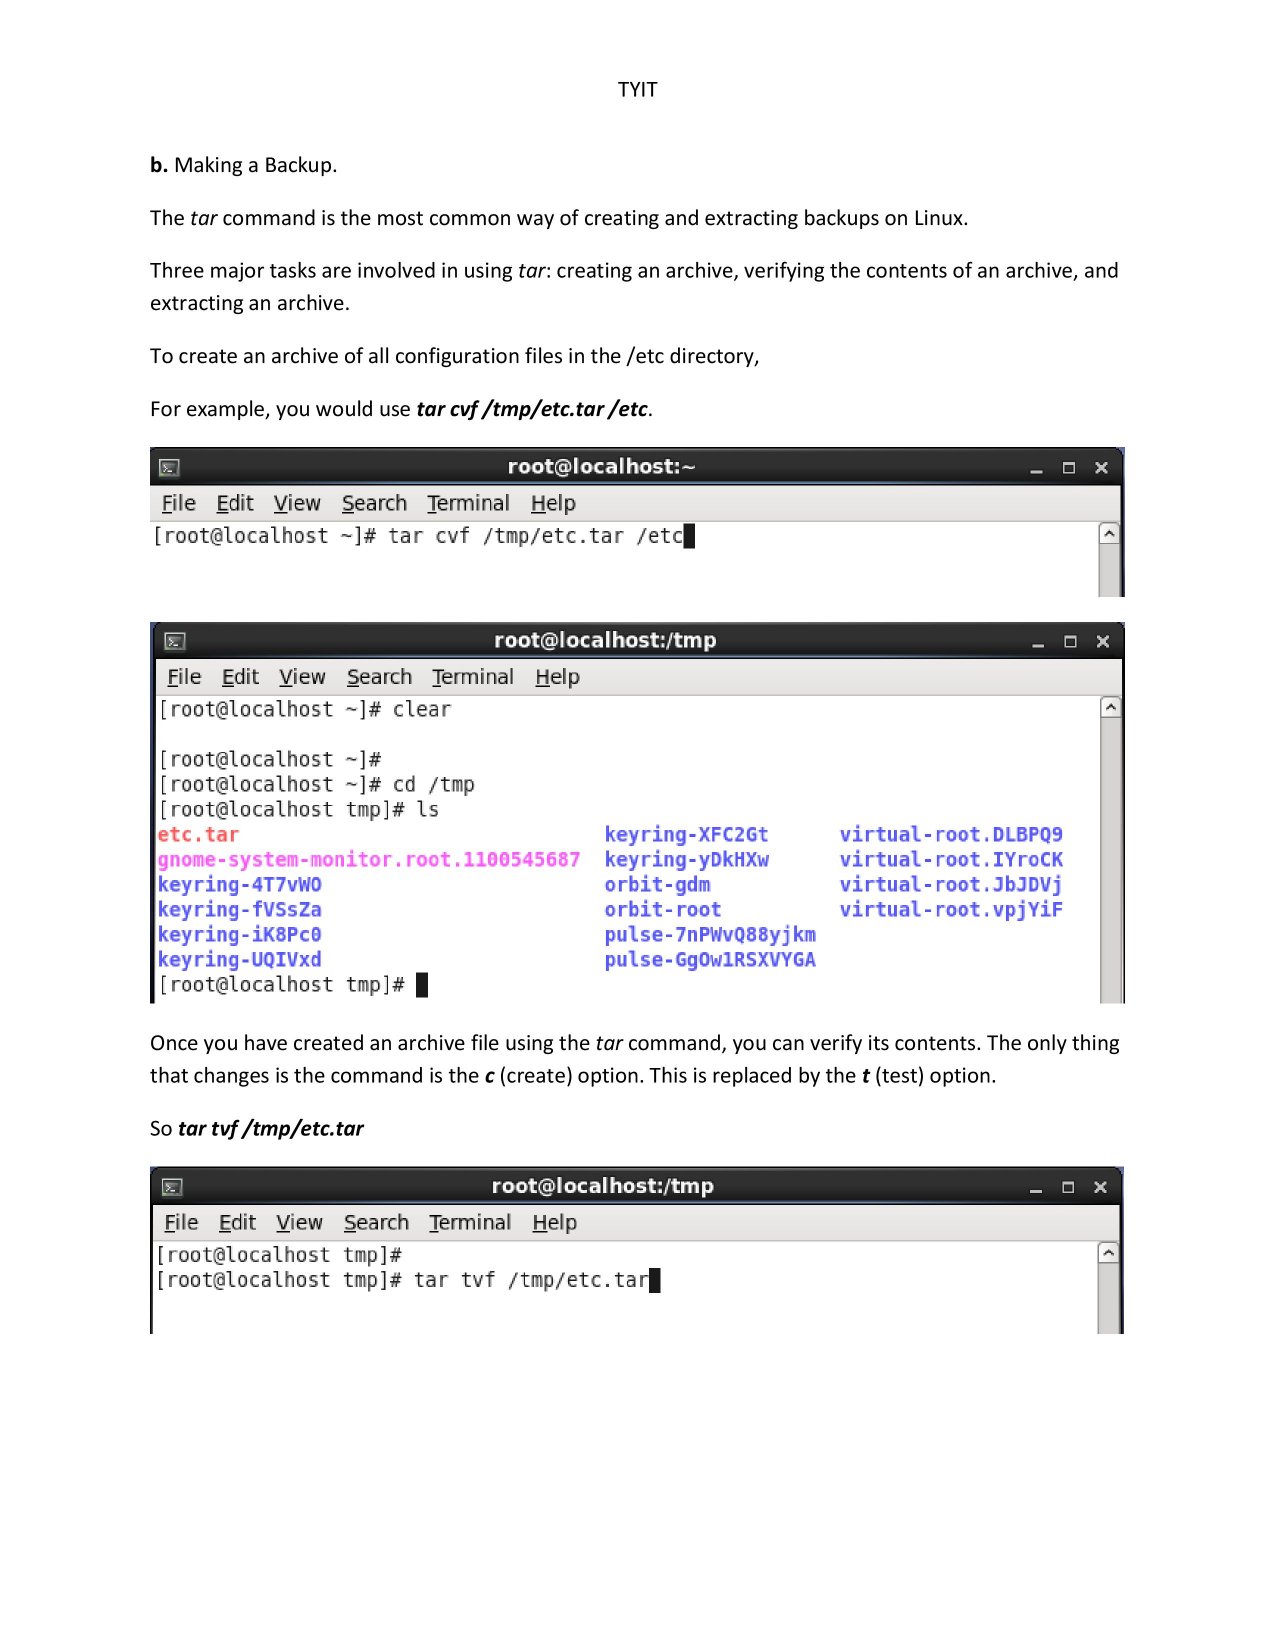 TYIT
b. Making a Backup.
The tar command is the most common way of creating and extracting backups on Linux.
Three major tasks are involved in using tar: creating an archive, verifying the contents of an archive, and
extracting an archive.
To create an archive of all configuration files in the /etc directory,
For example, you would use tar cvf /tmp/etc.tar /etc.
root@localhost:~
File Edit View Search Terminal Help
[root@localhost ~]# tar cvf /tmp/etc.tar /etc
root@localhost:/tmp
File Edit View Search Terminal Help
[root@localhost ~]# clear
[root@localhost ~]#
[root@localhost ~]# cd /tmp
[root@localhost tmp]# ls
etc.tar keyring-XFC2Gt virtual-root.DLBPQ9
gnome-system-monitor.root.1100545687 keyring-yDkHXw virtual-root.IYroCK
keyring-4T7vWO orbit-gdm virtual-root.JbJDVj
keyring-fVSsZa orbit-root virtual-root.vpjYiF
keyring-iK8Pc0 pulse-7nPWvQ88yjkm
keyring-UQIVxd pulse-GgOw1RSXVYGA
[root@localhost tmp]#
Once you have created an archive file using the tar command, you can verify its contents. The only thing
that changes is the command is the c (create) option. This is replaced by the t (test) option.
So tar tvf /tmp/etc.tar
root@localhost:/tmp
File Edit View Search Terminal Help
[root@localhost tmp]#
[root@localhost tmp]# tar tvf /tmp/etc.tar